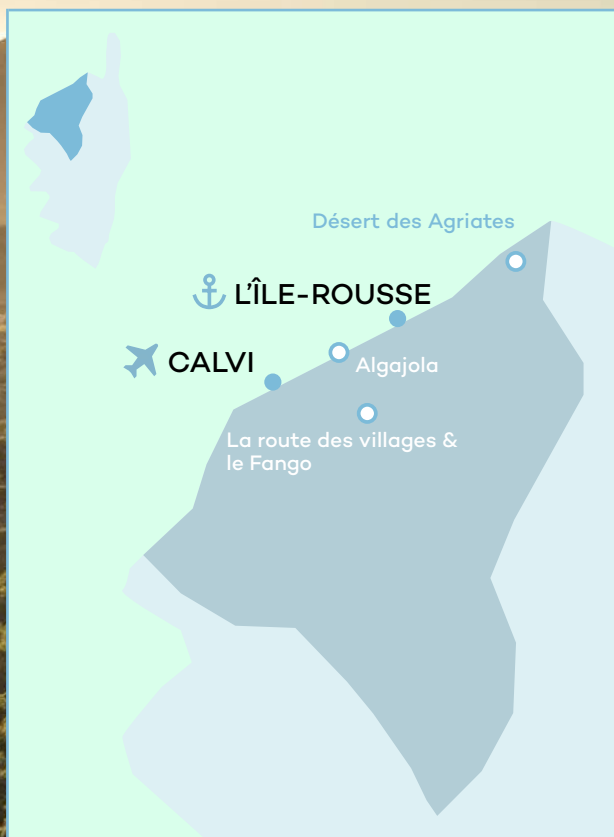 Désert des Agriates
L'ÎLE-ROUSSE
CALVI
Algajola
La route des villages &
le Fango